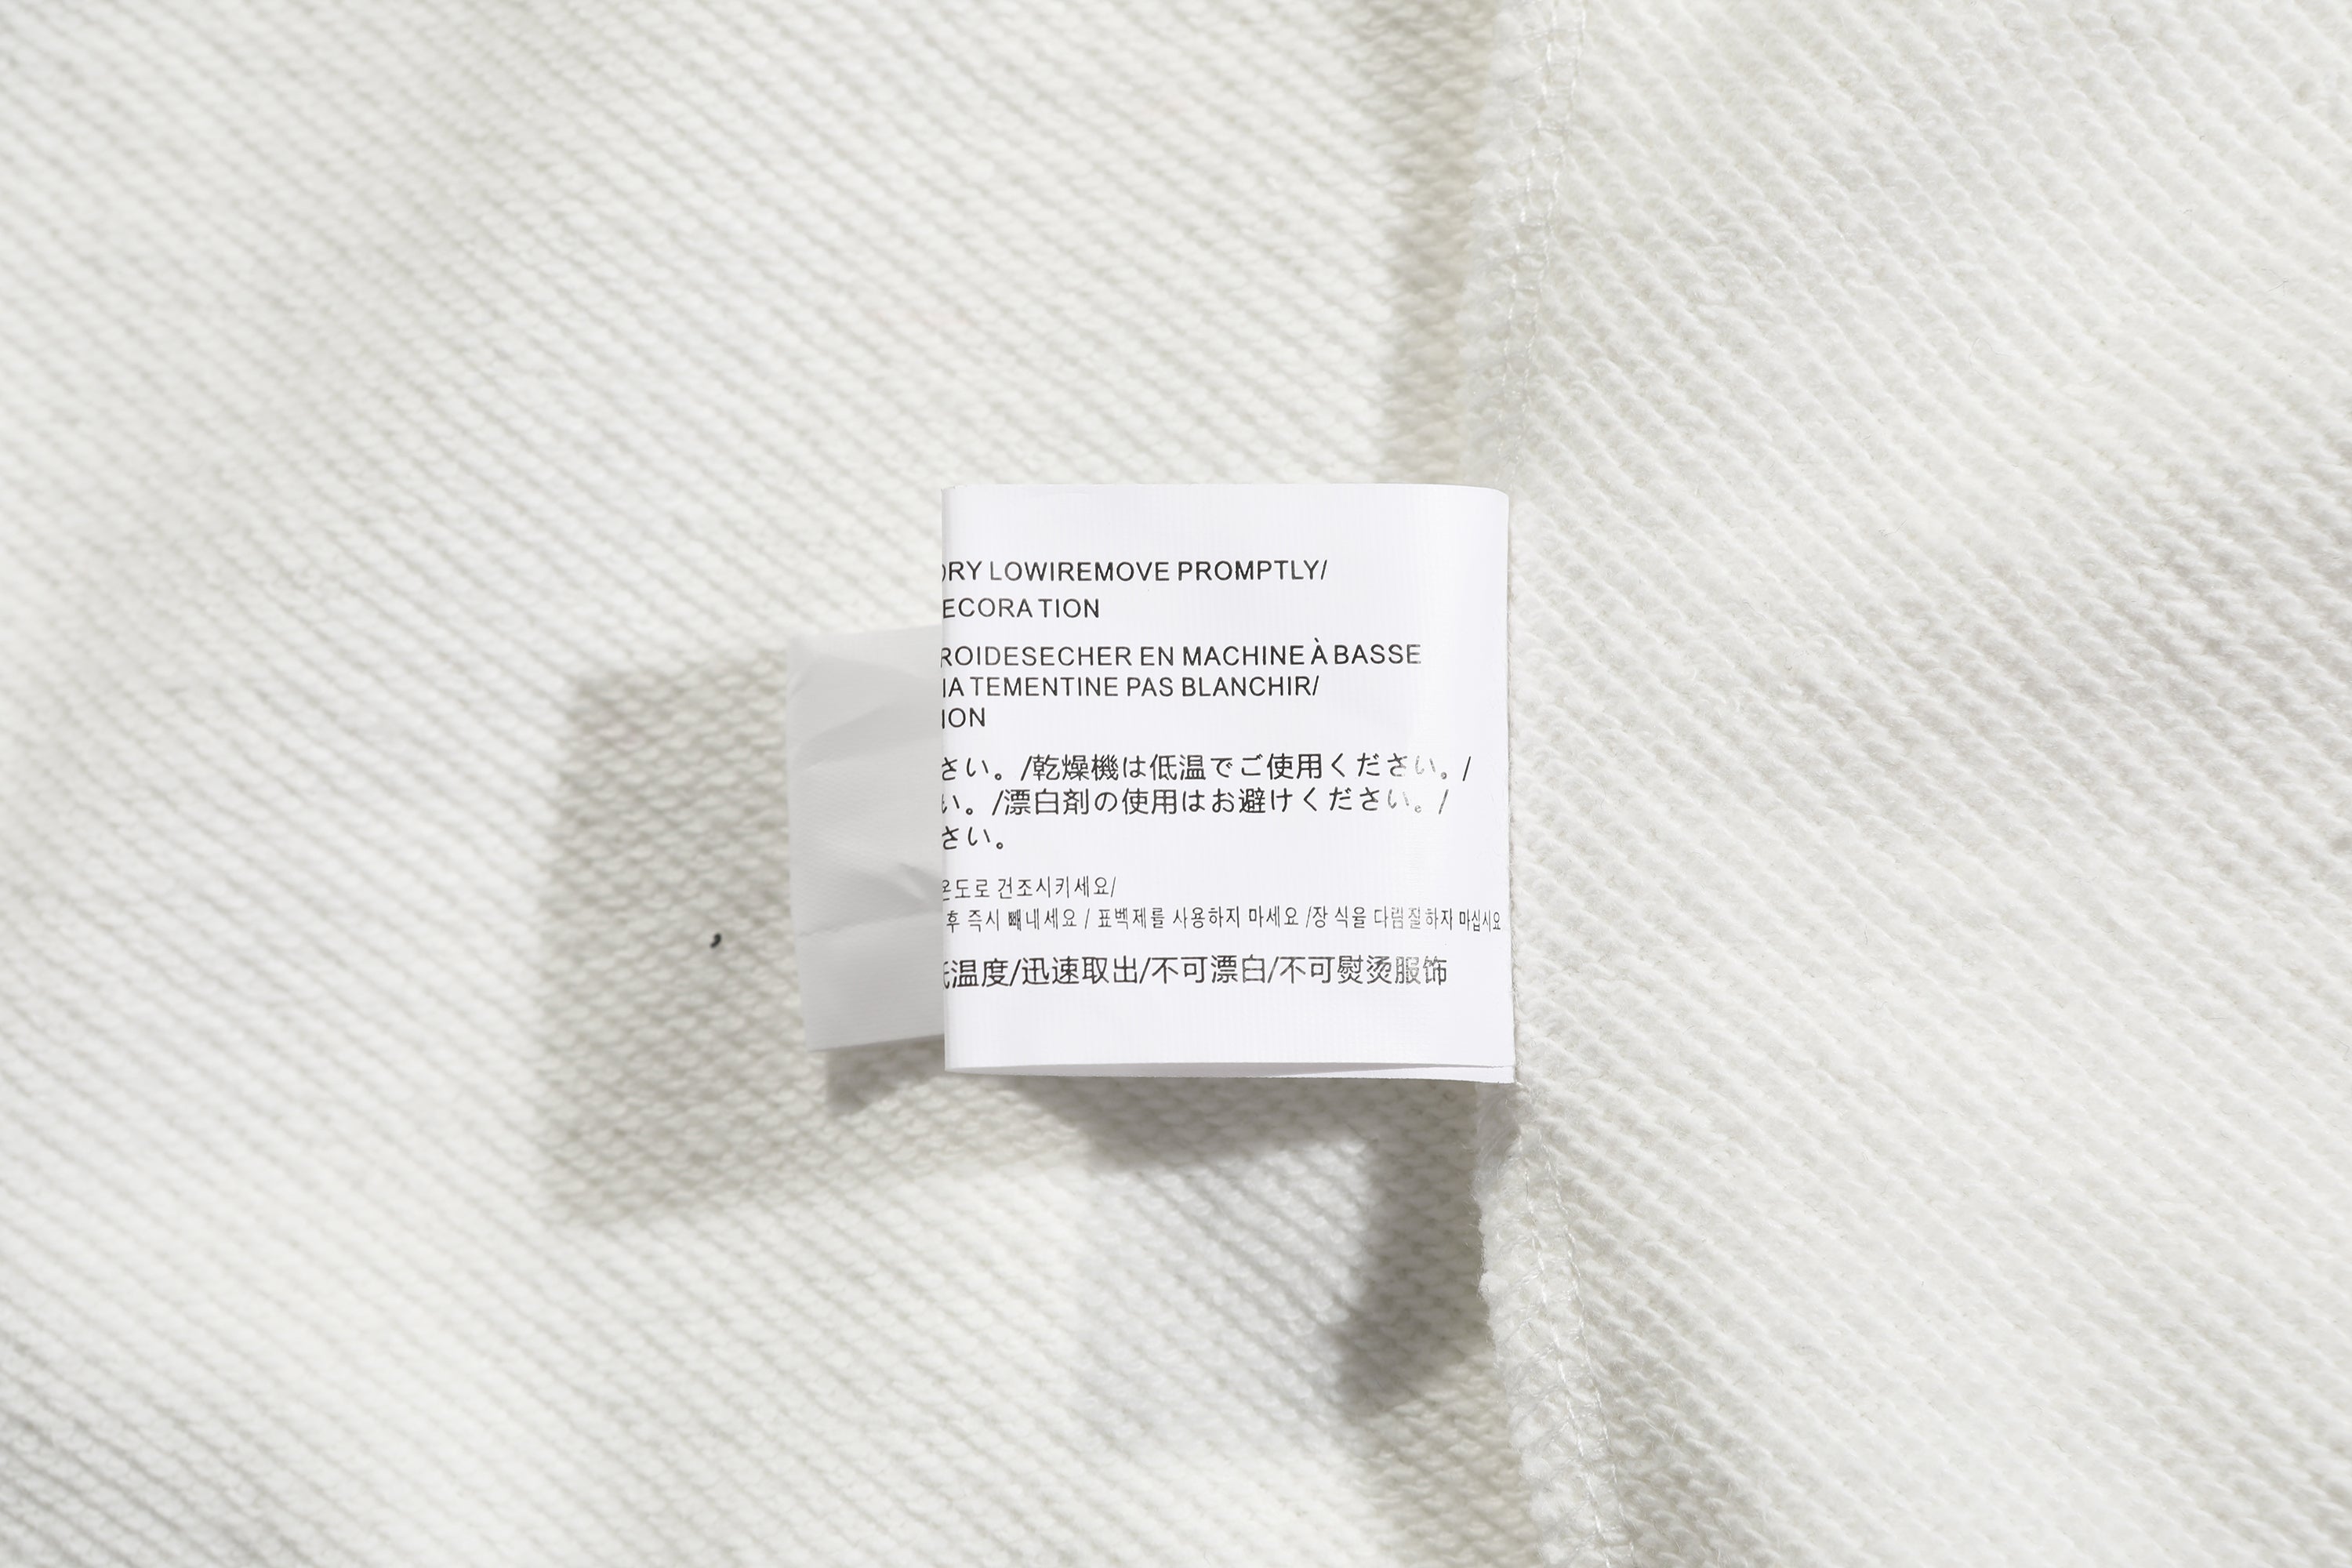 DRY LOWIREMOVE PROMPTLY/
ECORA TION
ROIDESECHER EN MACHINE À BASSE
IA TEMENTINE PAS BLANCHIR/
ION
さい。/乾燥機は低温でご使用ください。/
い。/漂白剤の使用はお避けください。/
さい。
온도로 건조시키세요/
후 즉시 빼내세요 / 표벡제를 사용하지 마세요 /장 식을 다림질하자 마십시요
低温度/迅速取出/不可漂白/不可熨烫服饰